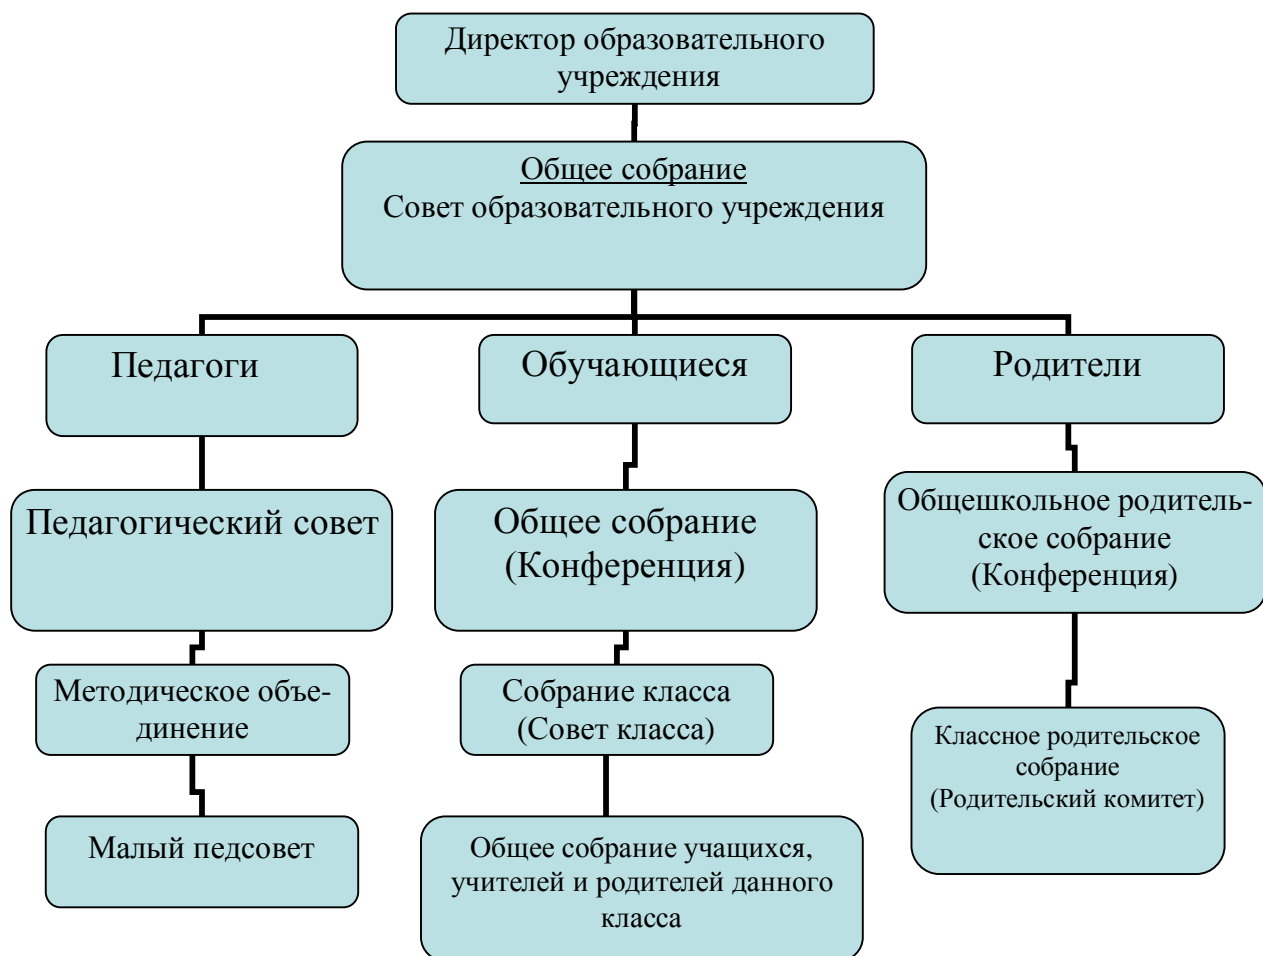 Директор образовательного
учреждения
Общее собрание
Совет образовательного учреждения
Педагоги
Обучающиеся
Родители
Педагогический совет
Общее собрание
(Конференция)
Общешкольное родитель-
ское собрание
(Конференция)
Методическое объе-
динение
Собрание класса
(Совет класса)
Классное родительское
собрание
(Родительский комитет)
Малый педсовет
Общее собрание учащихся,
учителей и родителей данного
класса